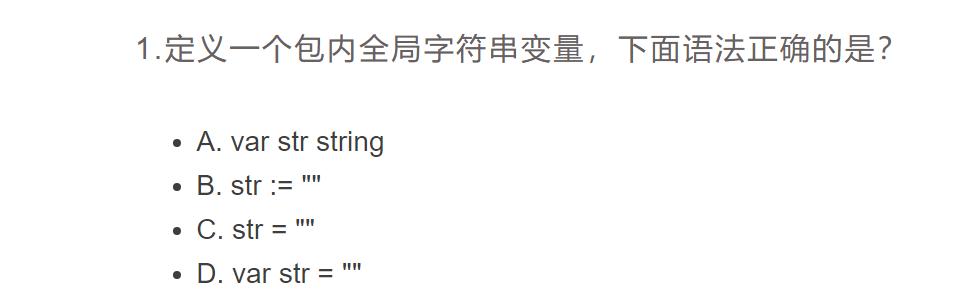 1.定义一个包内全局字符串变量，下面语法正确的是？
• A. var str string
• B. str := ""
• C. str = ""
• D. var str = ""